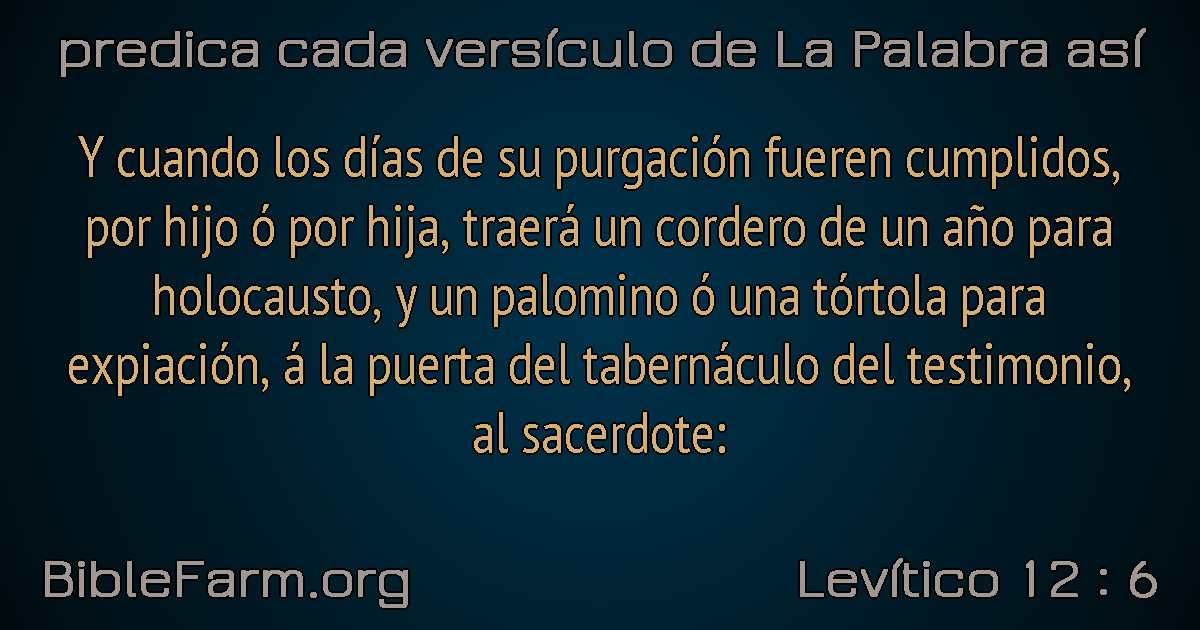 predica cada versículo de La Palabra así
Y cuando los días de su purgación fueren cumplidos,
por hijo ó por hija, traerá un cordero de un año para
holocausto, y un palomino ó una tórtola para
expiación, á la puerta del tabernáculo del testimonio,
al sacerdote:
BibleFarm.org
Levítico 12 : 6